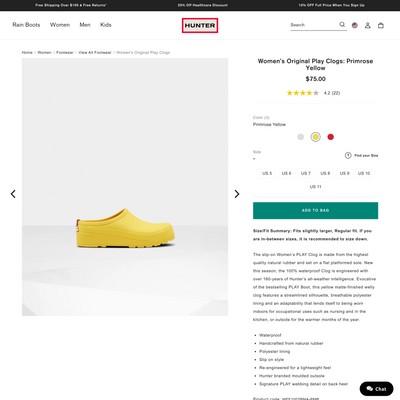 Free Shipping Over $165 & Free Returns*
20% Off Healthcare Discount
10% Off Full Price When You Sign Up
Rain Boots
Women
Men
Kids
HUNTER
Search
Home
Women
Footwear
View All Footwear
Women's Original Play Clogs
Women's Original Play Clogs: Primrose
Yellow
$75.00
4.2 (22)
Primrose Yellow
Size
-
Find your Size
US 5
US 6
US 7
US 8
US 9
US 10
US 11
ADD TO BAG
Size/Fit Summary: Fits slightly larger, Regular fit. If you
are in-between sizes, it is recommended to size down.
The slip-on Women's PLAY Clog is made from the highest
quality natural rubber and set on a flat platformed sole. New
this season, the 100% waterproof Clog is engineered with
over 160-years of Hunter's all-weather intelligence. Evocative
of the bestselling PLAY Boot, this yellow matte-finished welly
clog features a streamlined silhouette, breathable polyester
lining and an adaptability that lends itself to being worn
indoors for occupational uses such as nursing and in the
kitchen, or outside for the warmer months of the year.
• Waterproof
• Handcrafted from natural rubber
• Polyester lining
• Slip on style
• Re-engineered for a lightweight feel
• Hunter branded moulded outsole
• Signature PLAY webbing detail on back heel
Chat